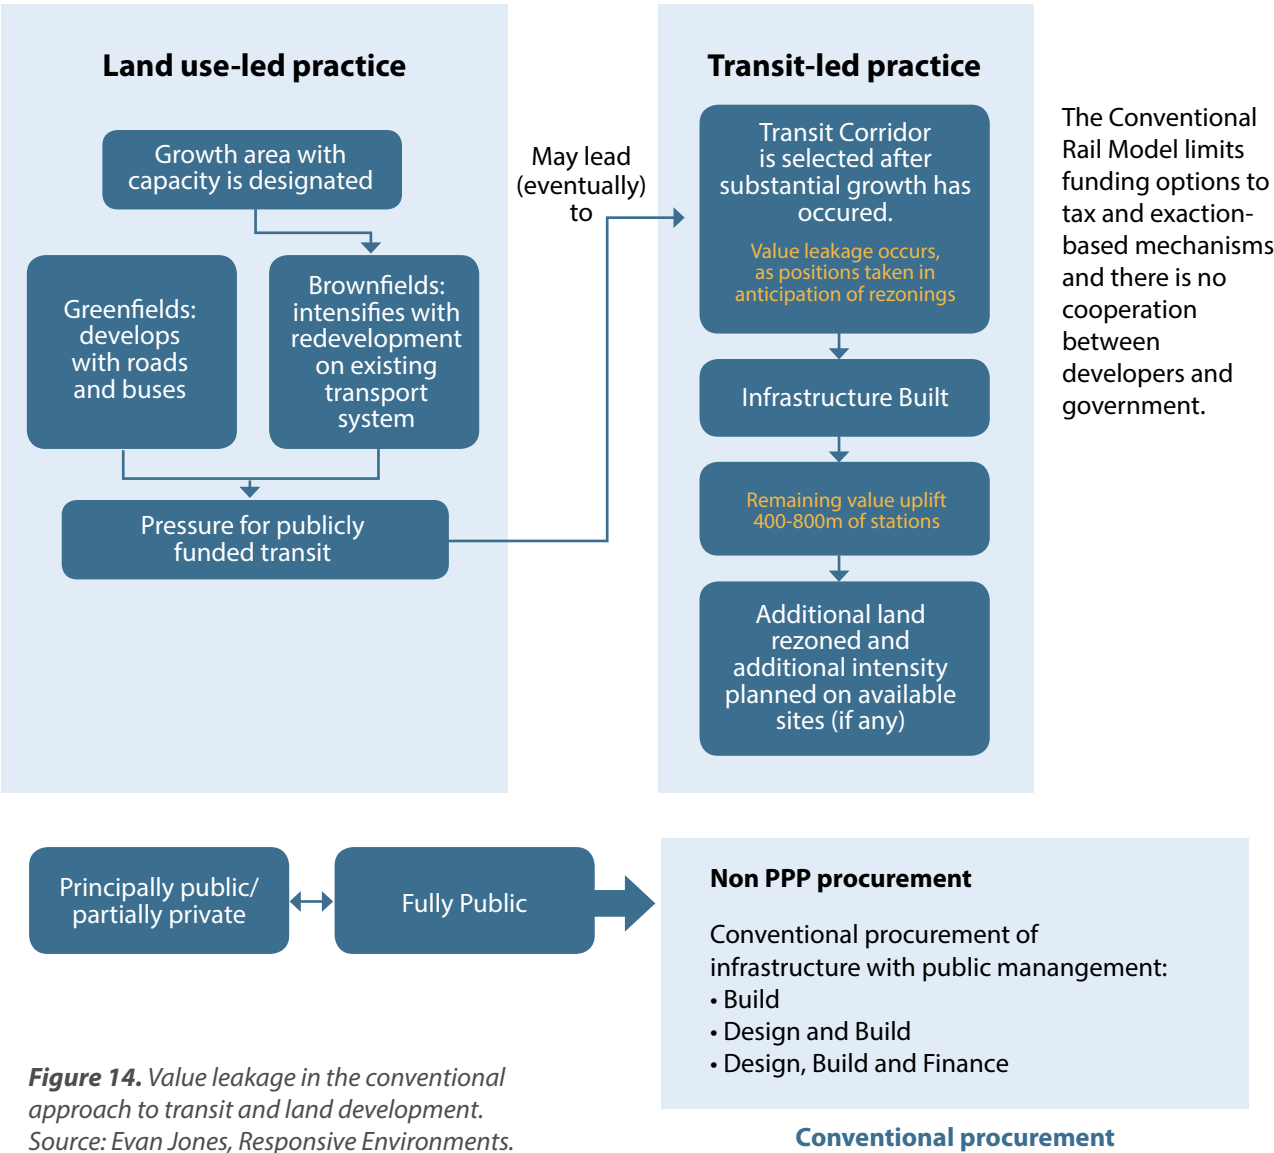 Land use-led practice
Growth area with
capacity is designated
Greenfields:
develops
with roads
and buses
Brownfields:
intensifies with
redevelopment
on existing
transport
system
Pressure for publicly
funded transit
May lead
(eventually)
to
Transit-led practice
Transit Corridor
is selected after
substantial growth has
occured.
Value leakage occurs,
as positions taken in
anticipation of rezonings
Infrastructure Built
Remaining value uplift
400-800m of stations
Additional land
rezoned and
additional intensity
planned on available
sites (if any)
The Conventional
Rail Model limits
funding options to
tax and exaction-
based mechanisms
and there is no
cooperation
between
developers and
government.
Principally public/
partially private
Fully Public
Non PPP procurement
Conventional procurement of
infrastructure with public manangement:
• Build
• Design and Build
• Design, Build and Finance
Conventional procurement
Figure 14. Value leakage in the conventional
approach to transit and land development.
Source: Evan Jones, Responsive Environments.